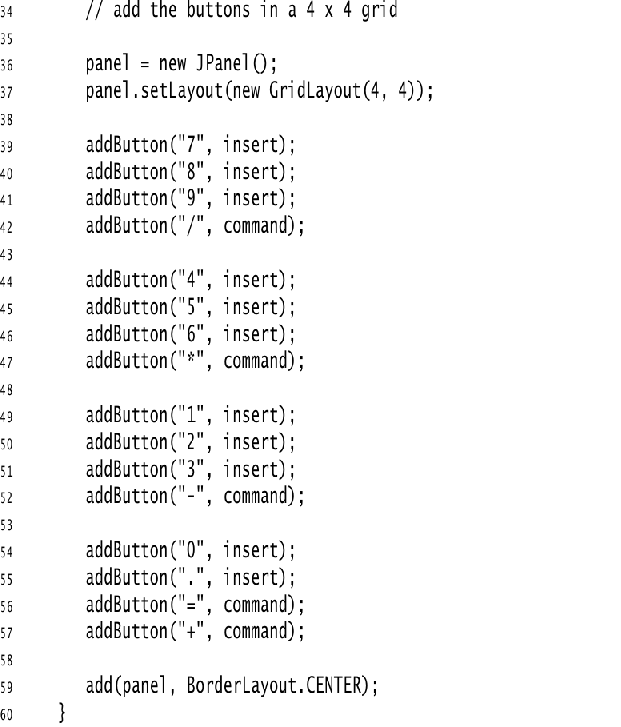 34 // add the buttons in a 4 x 4 grid
35
36 panel = new JPanel();
37 panel.setLayout(new GridLayout(4, 4));
38
39 addButton("7", insert);
40 addButton("8", insert);
41 addButton("9", insert);
42 addButton("/", command);
43
44 addButton("4", insert);
45 addButton("5", insert);
46 addButton("6", insert);
47 addButton("*", command);
48
49 addButton("1", insert);
50 addButton("2", insert);
51 addButton("3", insert);
52 addButton("-", command);
53
54 addButton("0", insert);
55 addButton(".", insert);
56 addButton("=", command);
57 addButton("+", command);
58
59 add(panel, BorderLayout.CENTER);
60 }